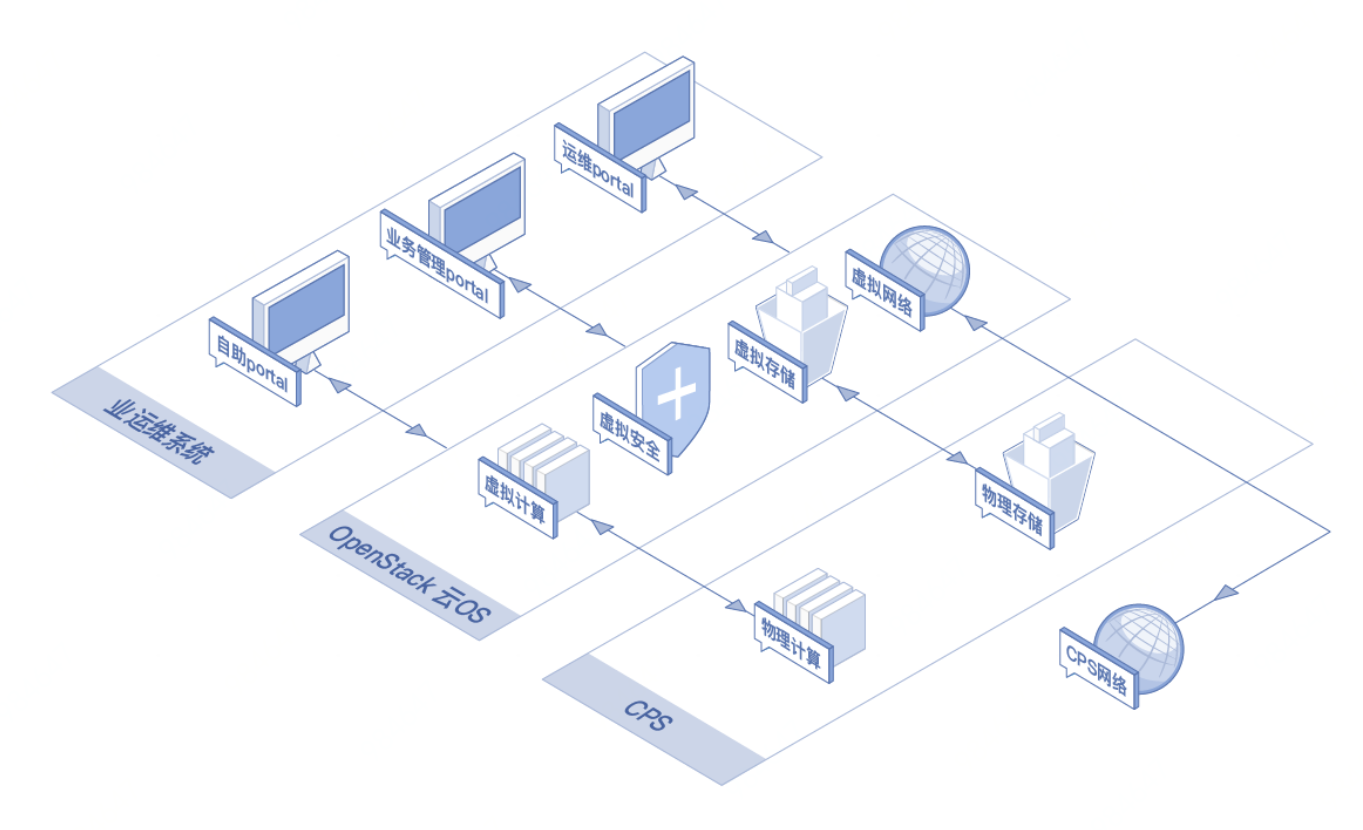 运维portal
业务管理portal
自助portal
业运维系统
虚拟网络
虚拟存储
虚拟安全
虚拟计算
OpenStack 云OS
物理存储
物理计算
CPS网络
CPS